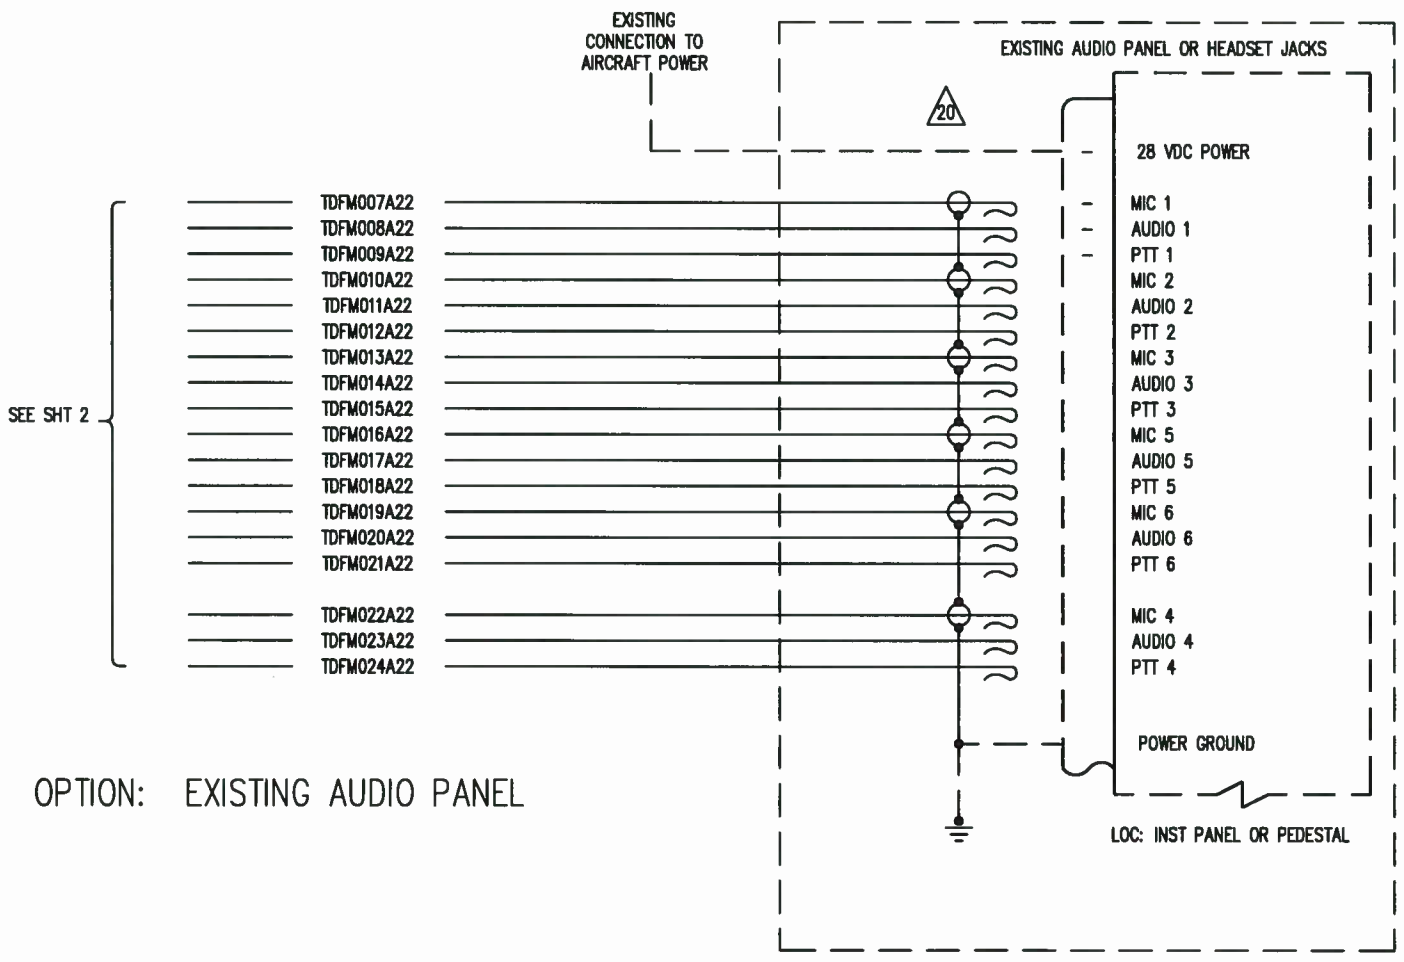 EXISTING
CONNECTION TO
AIRCRAFT POWER
EXISTING AUDIO PANEL OR HEADSET JACKS
20
28 VDC POWER
TDFM007A22 MIC 1
TDFM008A22 AUDIO 1
TDFM009A22 PTT 1
TDFM010A22 MIC 2
TDFM011A22 AUDIO 2
TDFM012A22 PTT 2
TDFM013A22 MIC 3
TDFM014A22 AUDIO 3
TDFM015A22 PTT 3
SEE SHT 2
TDFM016A22 MIC 5
TDFM017A22 AUDIO 5
TDFM018A22 PTT 5
TDFM019A22 MIC 6
TDFM020A22 AUDIO 6
TDFM021A22 PTT 6
TDFM022A22 MIC 4
TDFM023A22 AUDIO 4
TDFM024A22 PTT 4
POWER GROUND
OPTION: EXISTING AUDIO PANEL
LOC: INST PANEL OR PEDESTAL